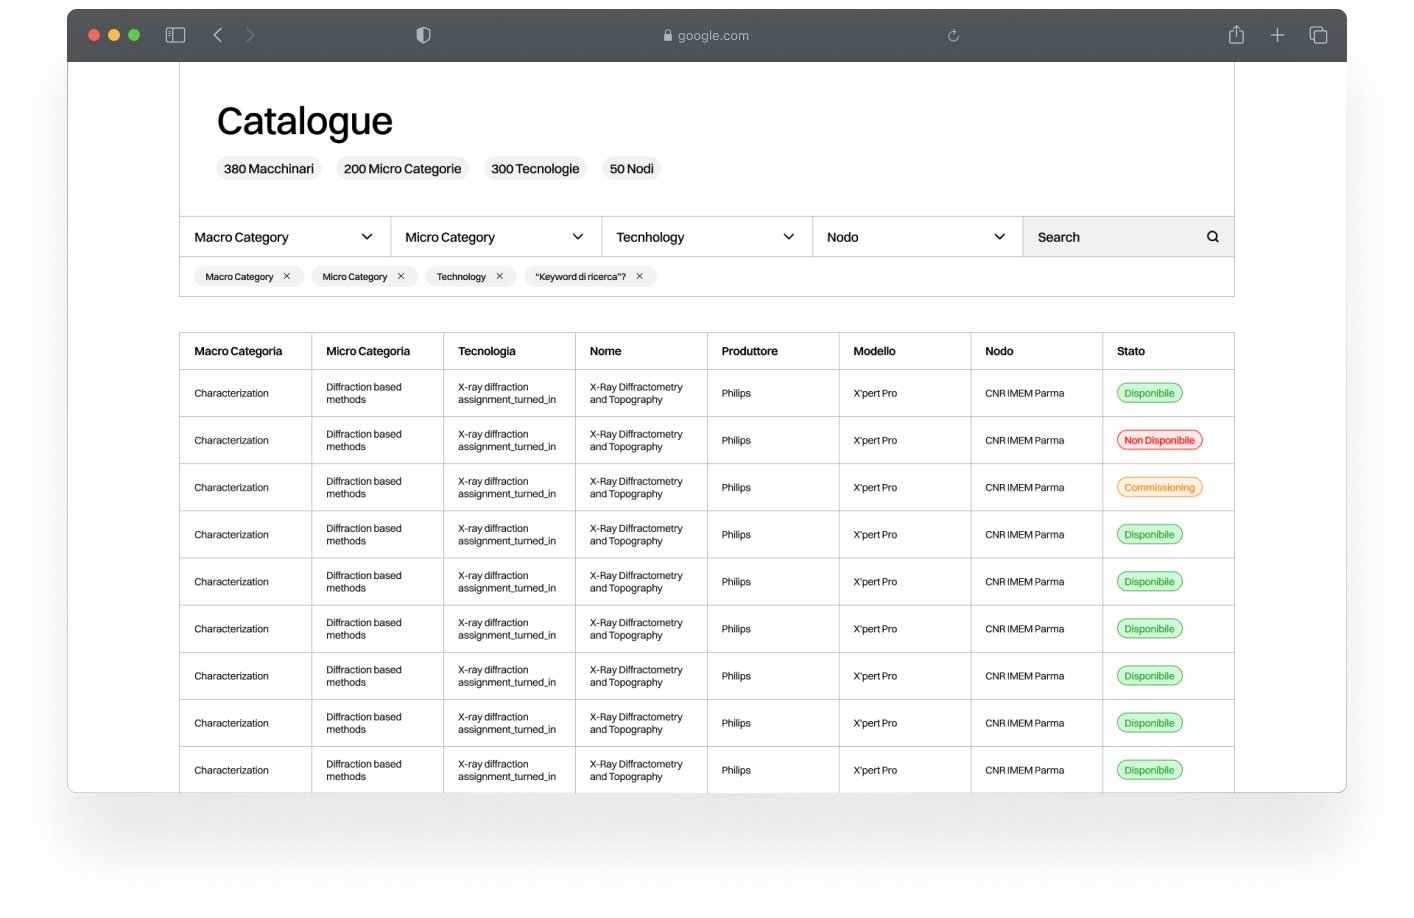 google.com
Catalogue
380 Macchinari 200 Micro Categorie 300 Tecnologie 50 Nodi
Macro Category Micro Category Tecnhology Nodo Search
Macro Category Micro Category Technology "Keyword di ricerca"?
Macro Categoria Micro Categoria Tecnologia Nome Produttore Modello Nodo Stato
Diffraction based X-ray diffraction X-Ray Diffractometry
Characterization Philips X'pert Pro CNR IMEM Parma Disponibile
methods assignment_turned_in and Topography
Diffraction based X-ray diffraction X-Ray Diffractometry
Characterization Philips X'pert Pro CNR IMEM Parma Non Disponibile
methods assignment_turned_in and Topography
Diffraction based X-ray diffraction X-Ray Diffractometry
Characterization Philips X'pert Pro CNR IMEM Parma Commissioning
methods assignment_turned_in and Topography
Diffraction based X-ray diffraction X-Ray Diffractometry
Characterization Philips X'pert Pro CNR IMEM Parma Disponibile
methods assignment_turned_in and Topography
Diffraction based X-ray diffraction X-Ray Diffractometry
Characterization Philips X'pert Pro CNR IMEM Parma Disponibile
methods assignment_turned_in and Topography
Diffraction based X-ray diffraction X-Ray Diffractometry
Characterization Philips X'pert Pro CNR IMEM Parma Disponibile
methods assignment_turned_in and Topography
Diffraction based X-ray diffraction X-Ray Diffractometry
Characterization Philips X'pert Pro CNR IMEM Parma Disponibile
methods assignment_turned_in and Topography
Diffraction based X-ray diffraction X-Ray Diffractometry
Characterization Philips X'pert Pro CNR IMEM Parma Disponibile
methods assignment_turned_in and Topography
Diffraction based X-ray diffraction X-Ray Diffractometry
Characterization Philips X'pert Pro CNR IMEM Parma Disponibile
methods assignment_turned_in and Topography